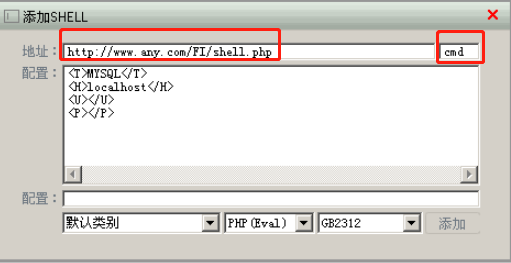 添加SHELL
地址： http://www.any.com/FI/shell.php cmd
配置： <T>MYSQL</T>
<H>localhost</H>
<U></U>
<P></P>
配置：
默认类别 PHP(Eval) GB2312 添加